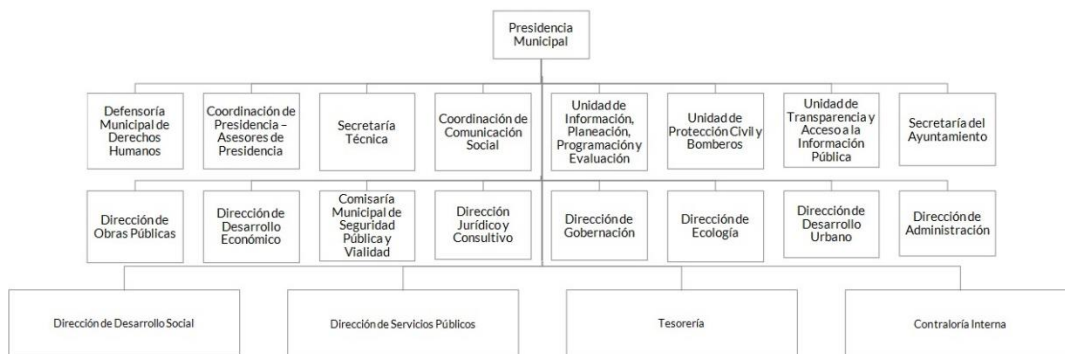 Presidencia
Municipal
Defensoría
Municipal de
Derechos
Humanos
Coordinación de
Presidencia –
Asesores de
Presidencia
Secretaría
Técnica
Coordinación de
Comunicación
Social
Unidad de
Información,
Planeación,
Programación y
Evaluación
Unidad de
Protección Civil y
Bomberos
Unidad de
Transparencia y
Acceso a la
Información
Pública
Secretaría del
Ayuntamiento
Dirección de
Obras Públicas
Dirección de
Desarrollo
Económico
Comisaría
Municipal de
Seguridad
Pública y
Vialidad
Dirección
Jurídico y
Consultivo
Dirección de
Gobernación
Dirección de
Ecología
Dirección de
Desarrollo
Urbano
Dirección de
Administración
Dirección de Desarrollo Social
Dirección de Servicios Públicos
Tesorería
Contraloría Interna